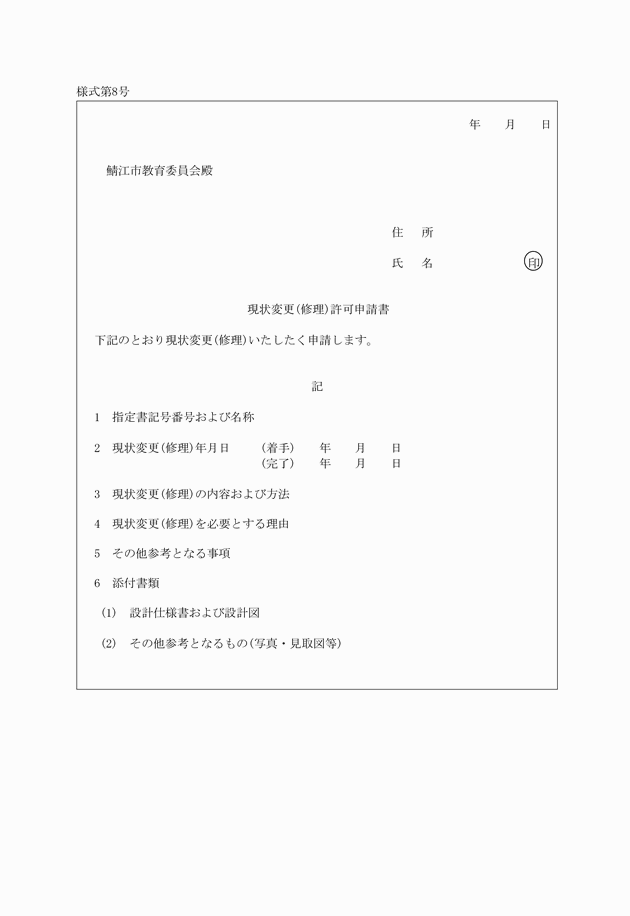 様式第8号
年　　月　　日
鯖江市教育委員会殿
住　所
氏　名　　　　　　　　印
現状変更(修理)許可申請書
下記のとおり現状変更(修理)いたしたく申請します。
記
1　指定書記号番号および名称
2　現状変更(修理)年月日　　(着手)　　年　　月　　日
(完了)　　年　　月　　日
3　現状変更(修理)の内容および方法
4　現状変更(修理)を必要とする理由
5　その他参考となる事項
6　添付書類
(1)　設計仕様書および設計図
(2)　その他参考となるもの(写真・見取図等)